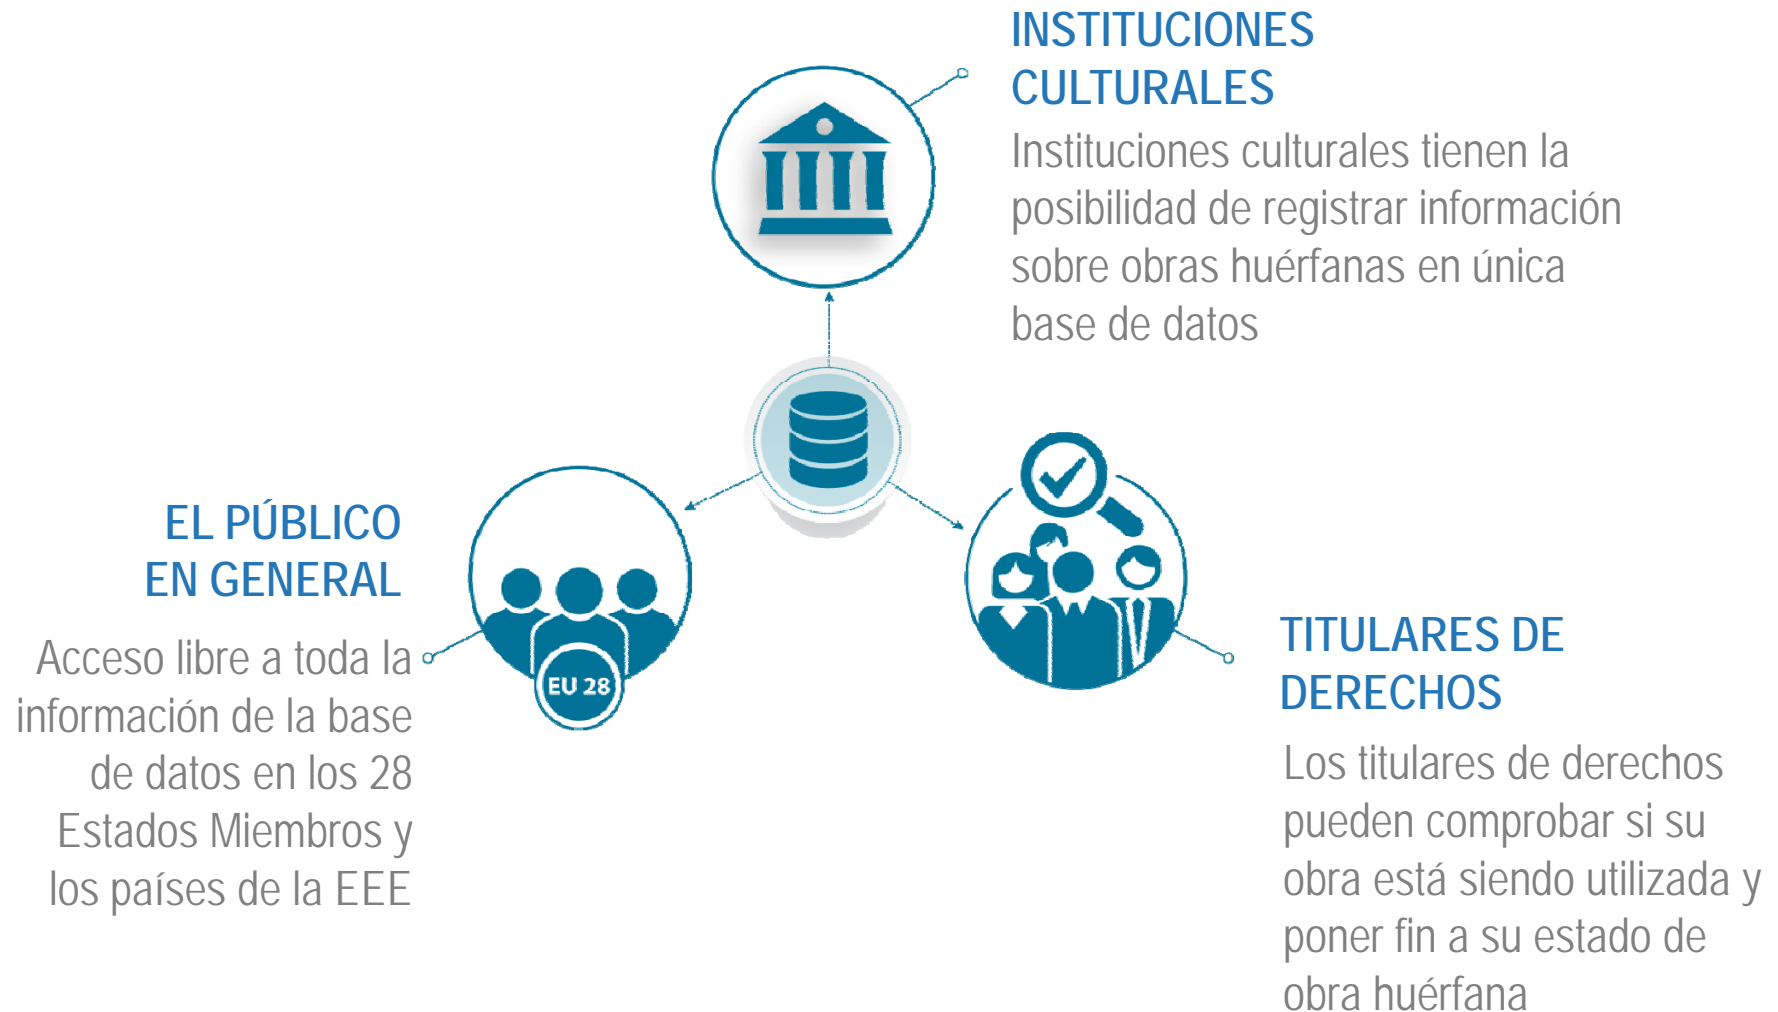 INSTITUCIONES
CULTURALES
Instituciones culturales tienen la
posibilidad de registrar información
sobre obras huérfanas en única
base de datos
EL PÚBLICO
EN GENERAL
Acceso libre a toda la
información de la base
de datos en los 28
Estados Miembros y
los países de la EEE
EU 28
TITULARES DE
DERECHOS
Los titulares de derechos
pueden comprobar si su
obra está siendo utilizada y
poner fin a su estado de
obra huérfana